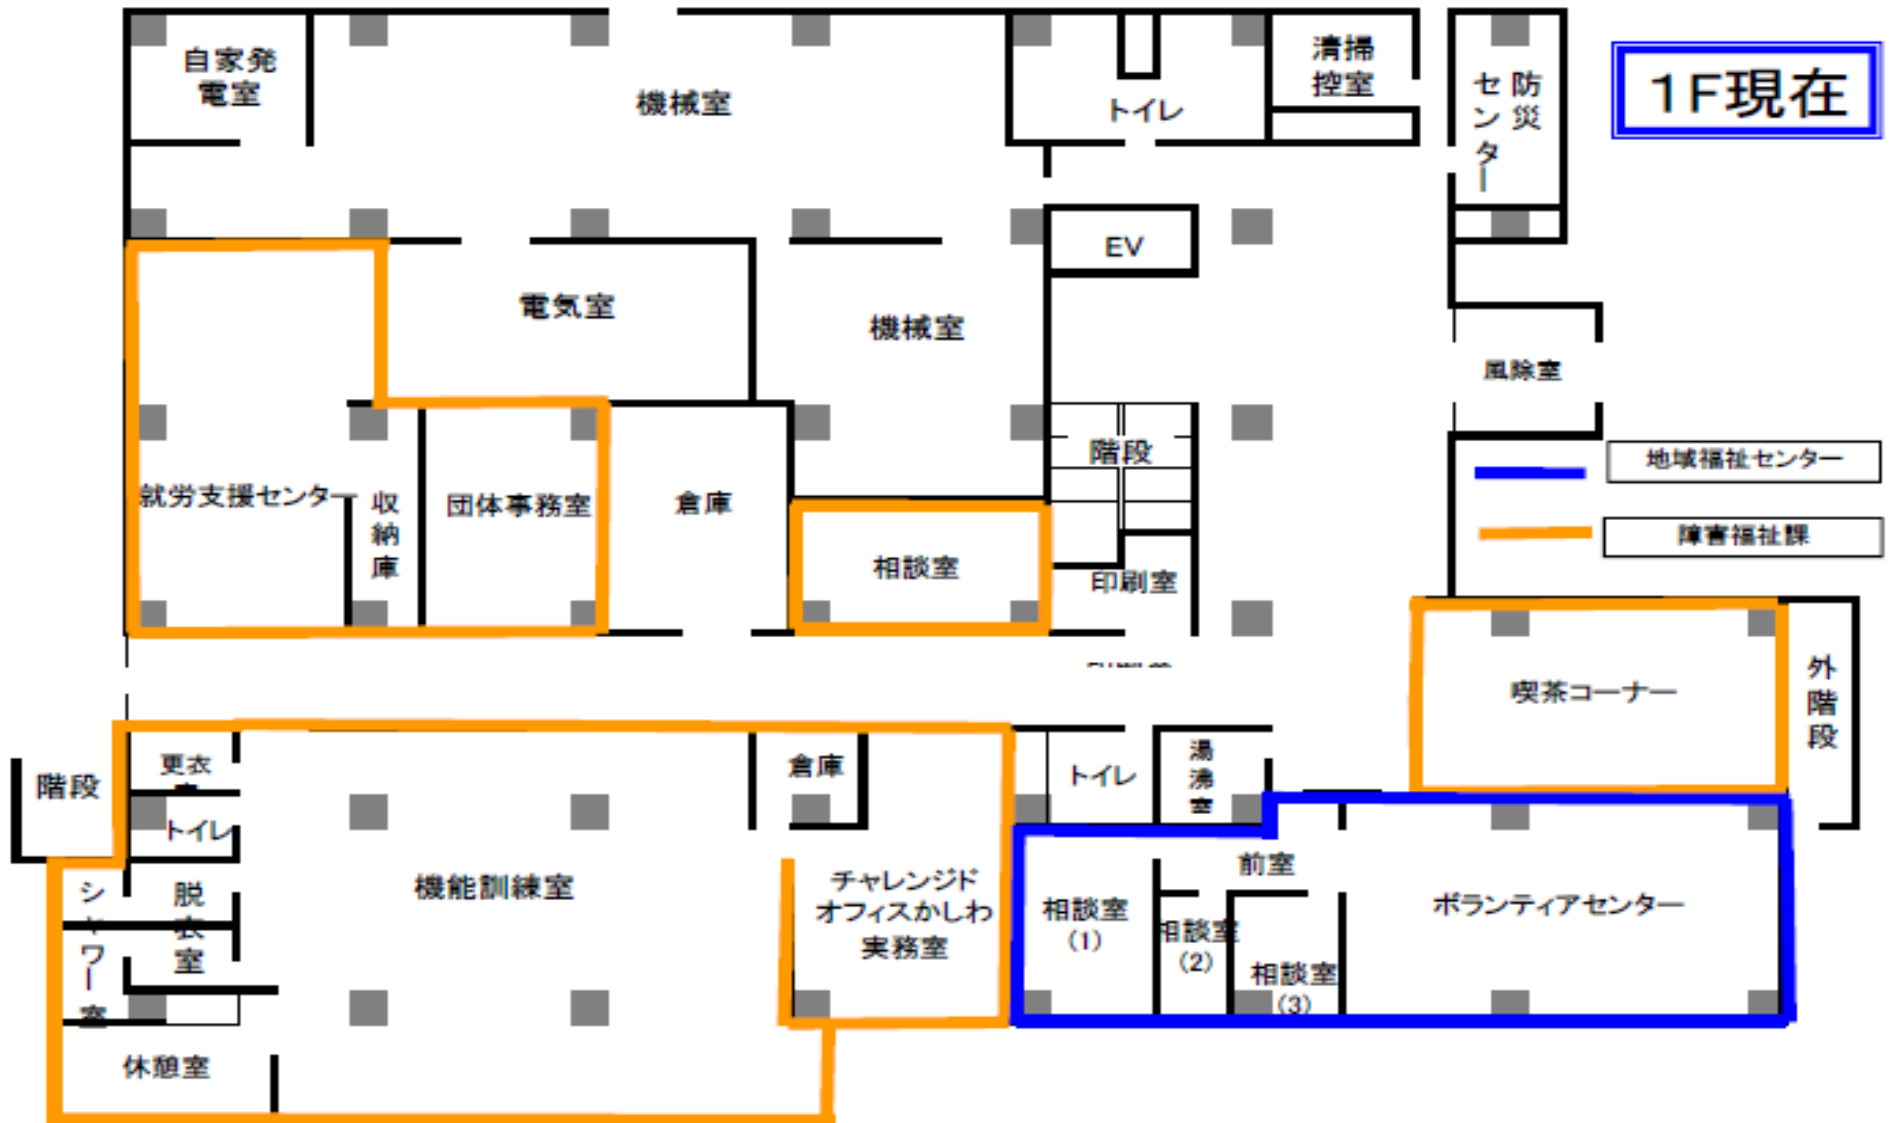 1F現在
自家発
電室
機械室
トイレ
清掃
控室
防災
センター
EV
電気室
機械室
風除室
階段
地域福祉センター
就労支援センター
収納庫
団体事務室
倉庫
障害福祉課
相談室
印刷室
喫茶コーナー
外階段
更衣
倉庫
トイレ
湯沸室
階段
トイレ
前室
シャワー室
脱衣室
機能訓練室
チャレンジド
オフィスかしわ
実務室
相談室
(1)
相談室
(2)
相談室
(3)
ボランティアセンター
休憩室